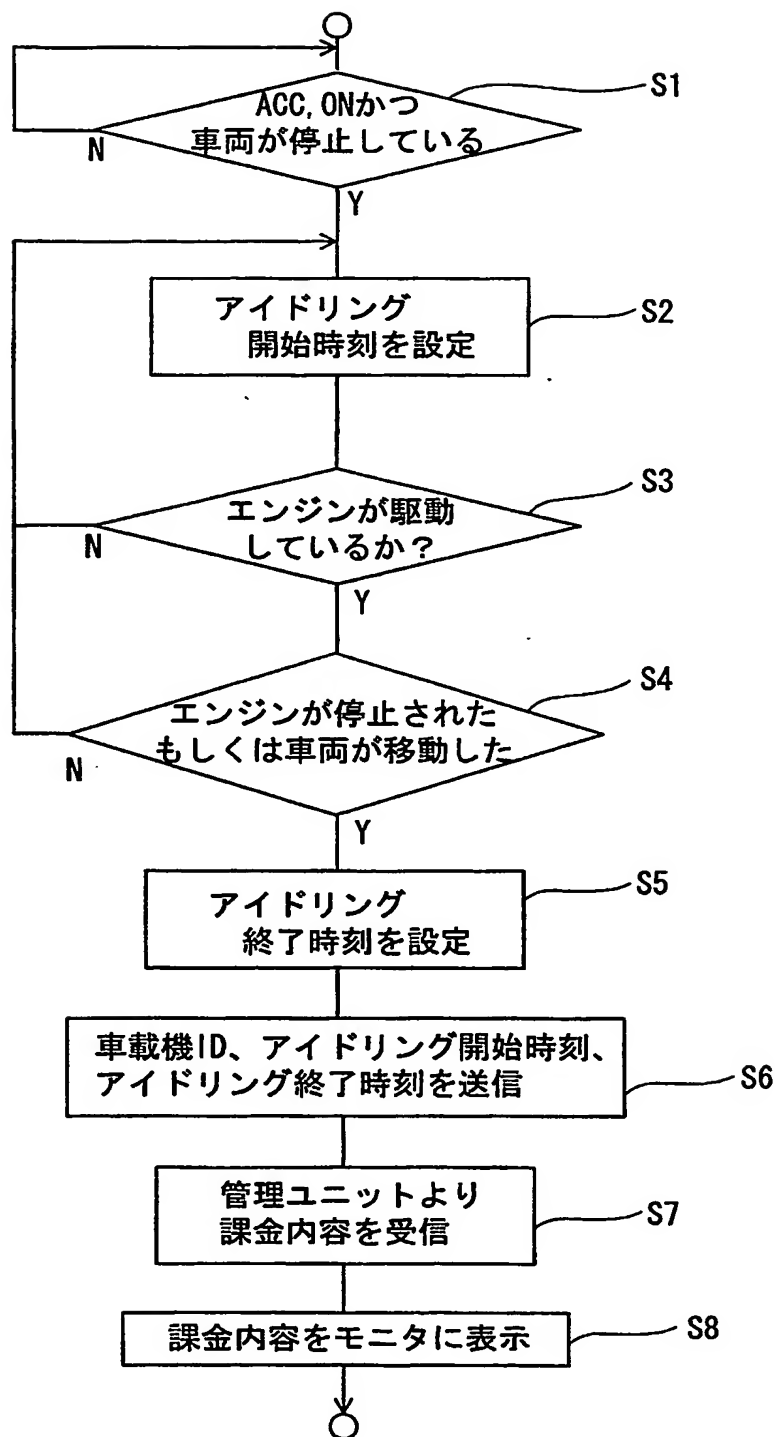 ACC,ONかつ
車両が停止している
S1
N
Y
アイドリング
開始時刻を設定
S2
エンジンが駆動
しているか？
S3
N
Y
エンジンが停止された
もしくは車両が移動した
S4
N
Y
アイドリング
終了時刻を設定
S5
車載機ID、アイドリング開始時刻、
アイドリング終了時刻を送信
S6
管理ユニットより
課金内容を受信
S7
課金内容をモニタに表示
S8